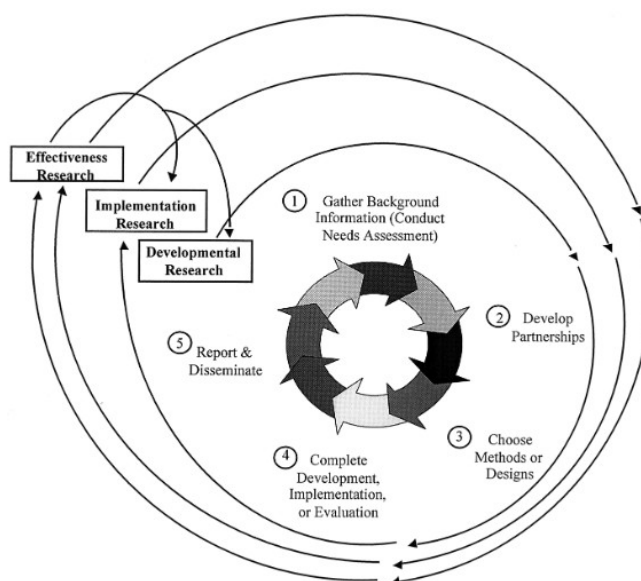 Effectiveness
Research
Implementation
Research
Developmental
Research
1
Gather Background
Information (Conduct
Needs Assessment)
2
Develop
Partnerships
3
Choose
Methods or
Designs
4
Complete
Development,
Implementation,
or Evaluation
5
Report &
Disseminate